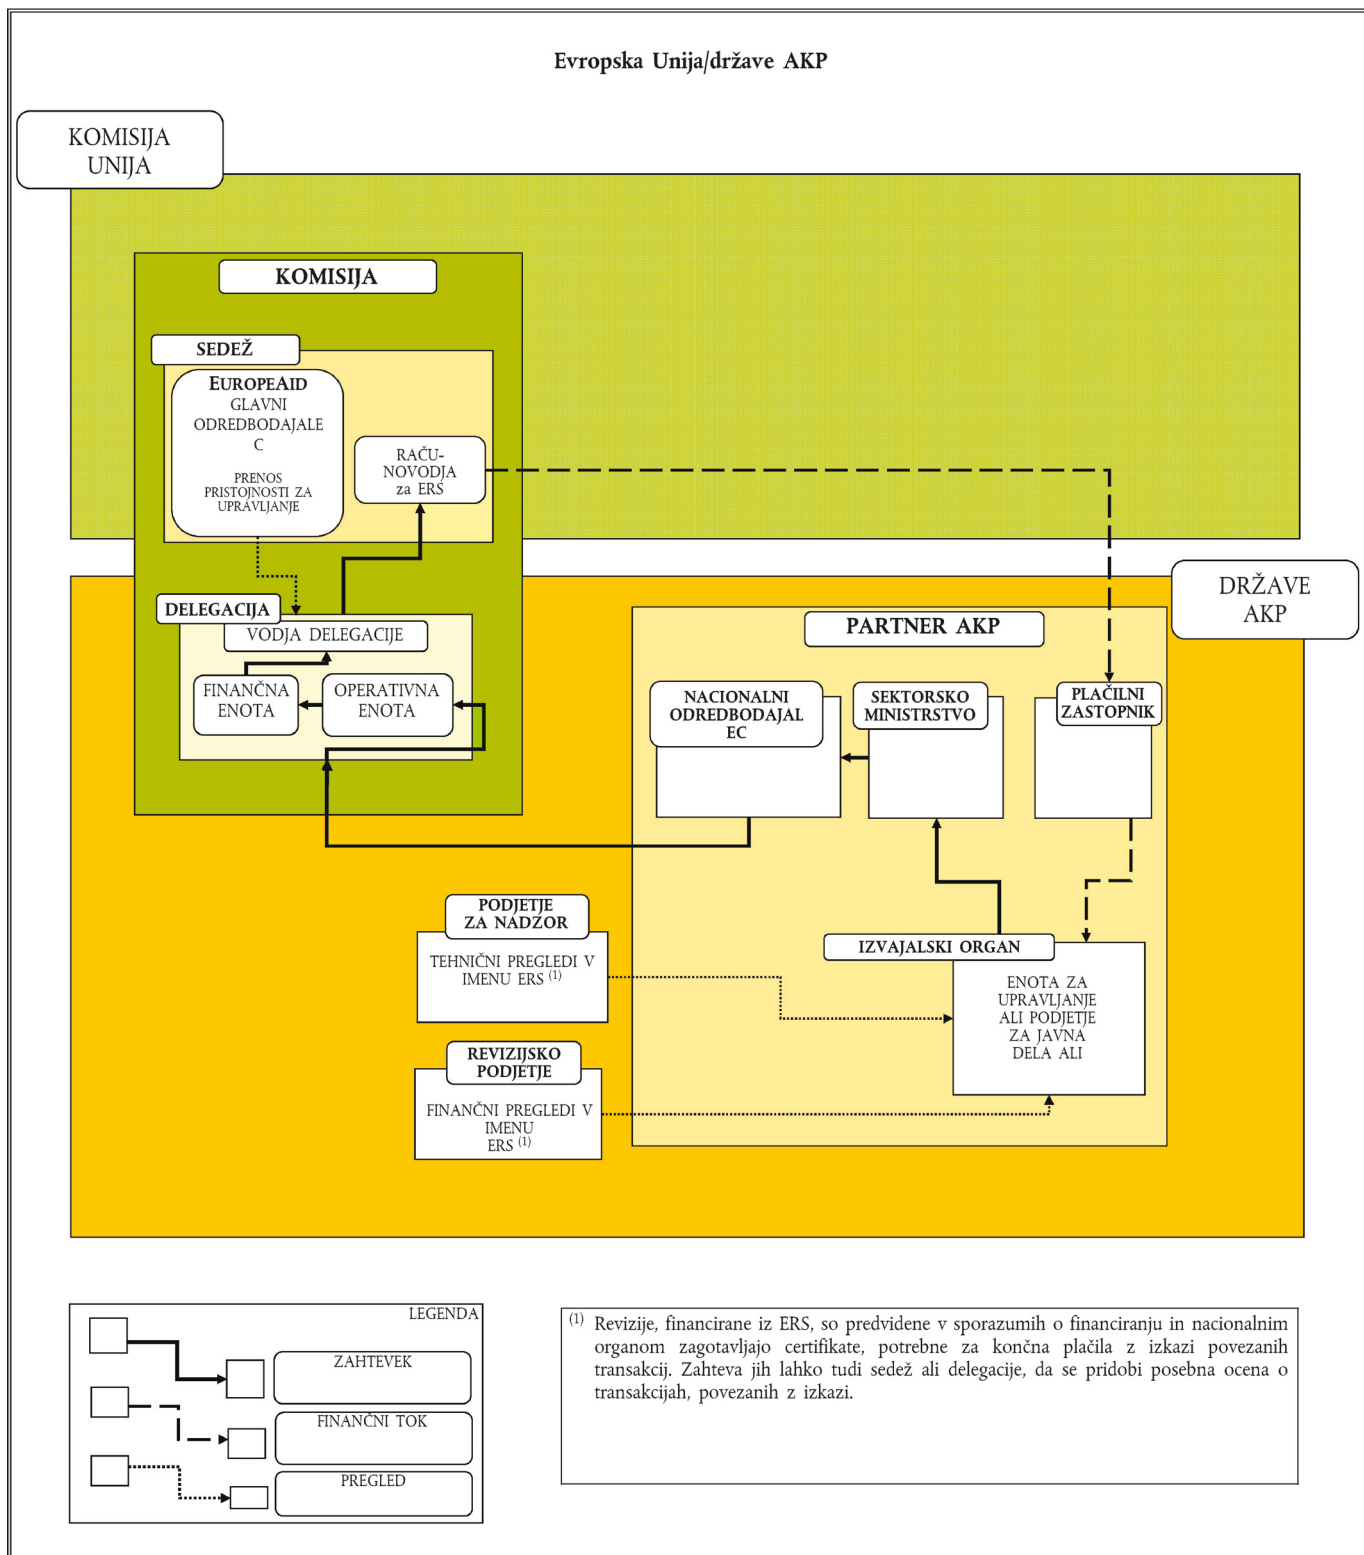 Evropska Unija/države AKP
KOMISIJA
UNIJA
KOMISIJA
SEDEŽ
EUROPEAID
GLAVNI
ODREDBODAJALE
C
PRENOS
PRISTOJNOSTI ZA
UPRAVLJANJE
RAČU-
NOVODJA
za ERS
DRŽAVE
AKP
DELEGACIJA
VODJA DELEGACIJE
FINANČNA
ENOTA
OPERATIVNA
ENOTA
PARTNER AKP
NACIONALNI
ODREDBODAJAL
EC
SEKTORSKO
MINISTRSTVO
PLAČILNI
ZASTOPNIK
PODJETJE
ZA NADZOR
TEHNIČNI PREGLEDI V
IMENU ERS (1)
IZVAJALSKI ORGAN
ENOTA ZA
UPRAVLJANJE
ALI PODJETJE
ZA JAVNA
DELA ALI
REVIZIJSKO
PODJETJE
FINANČNI PREGLEDI V
IMENU
ERS (1)
LEGENDA
ZAHTEVEK
FINANČNI TOK
PREGLED
(1) Revizije, financirane iz ERS, so predvidene v sporazumih o financiranju in nacionalnim
organom zagotavljajo certifikate, potrebne za končna plačila z izkazi povezanih
transakcij. Zahteva jih lahko tudi sedež ali delegacije, da se pridobi posebna ocena o
transakcijah, povezanih z izkazi.